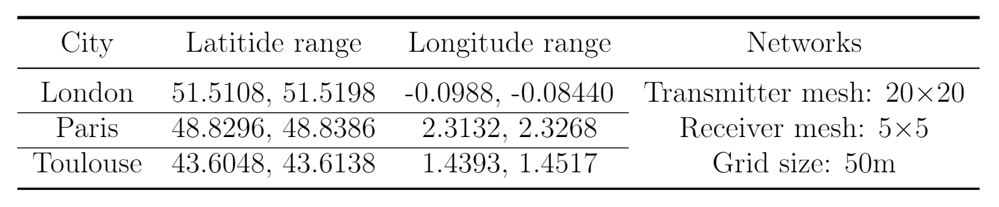 City Latitide range Longitude range Networks
London 51.5108, 51.5198 -0.0988, -0.08440 Transmitter mesh: 20×20
Paris 48.8296, 48.8386 2.3132, 2.3268 Receiver mesh: 5×5
Toulouse 43.6048, 43.6138 1.4393, 1.4517 Grid size: 50m